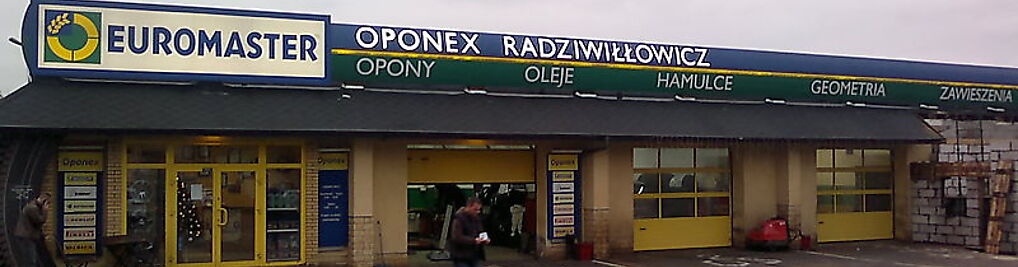 EUROMASTER
OPONEX RADZIWIŁŁOWICZ
OPONY OLEJE HAMULCE GEOMETRIA ZAWIESZENIA
Oponex
Oponex
Oponex